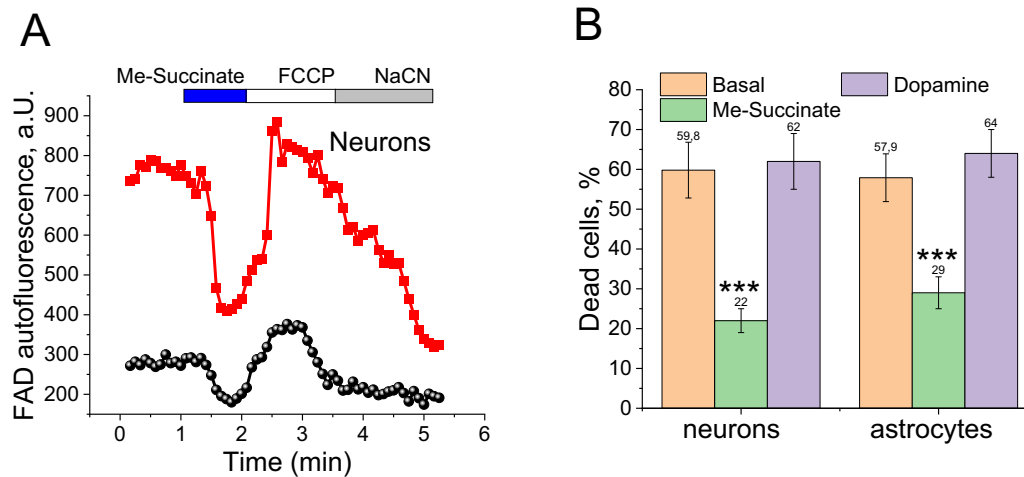 A
Me-Succinate FCCP NaCN
Neurons
FAD autofluorescence, a.U.
900
800
700
600
500
400
300
200
0 1 2 3 4 5 6
Time (min)
B
Basal Dopamine
Me-Succinate
Dead cells, %
80
70
60
50
40
30
20
10
0
59,8
***
22
62
57,9
***
29
64
neurons astrocytes